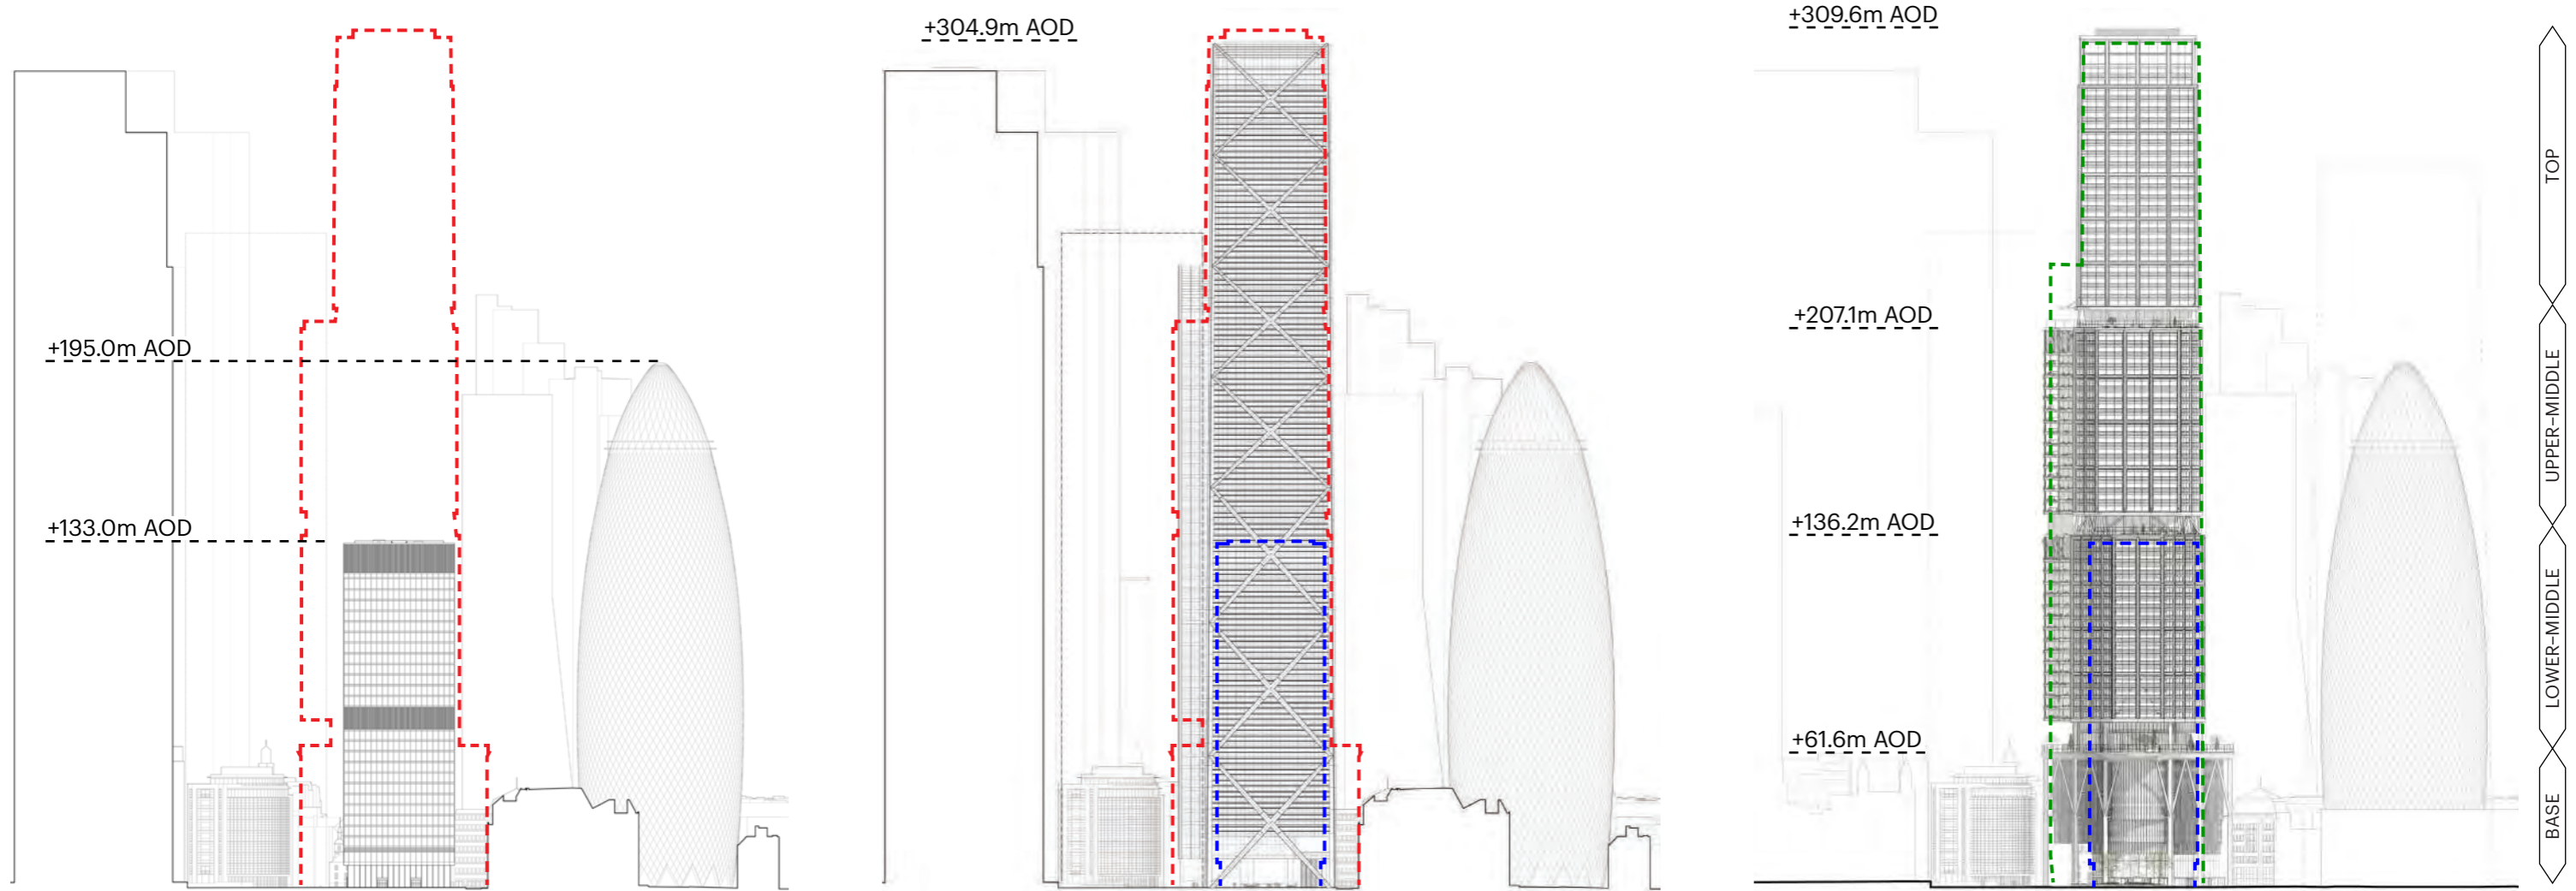 +195.0m AOD
+133.0m AOD
+304.9m AOD
+309.6m AOD
+207.1m AOD
+136.2m AOD
+61.6m AOD
TOP
UPPER-MIDDLE
LOWER-MIDDLE
BASE